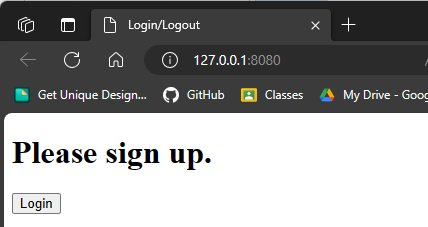 Login/Logout
127.0.0.1:8080
Get Unique Design... GitHub Classes My Drive - Goog
Please sign up.
Login